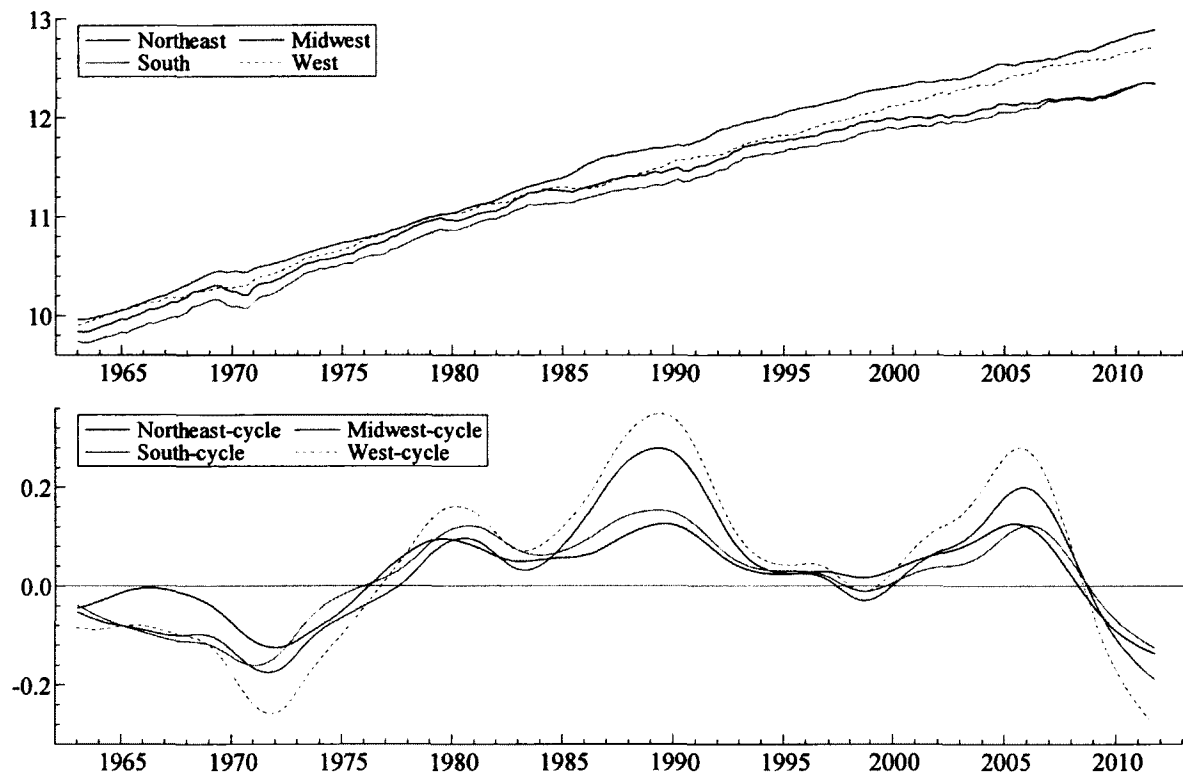 13
12
11
10
Northeast Midwest
South West
1965 1970 1975 1980 1985 1990 1995 2000 2005 2010
0.2
0.0
-0.2
Northeast-cycle Midwest-cycle
South-cycle West-cycle
1965 1970 1975 1980 1985 1990 1995 2000 2005 2010